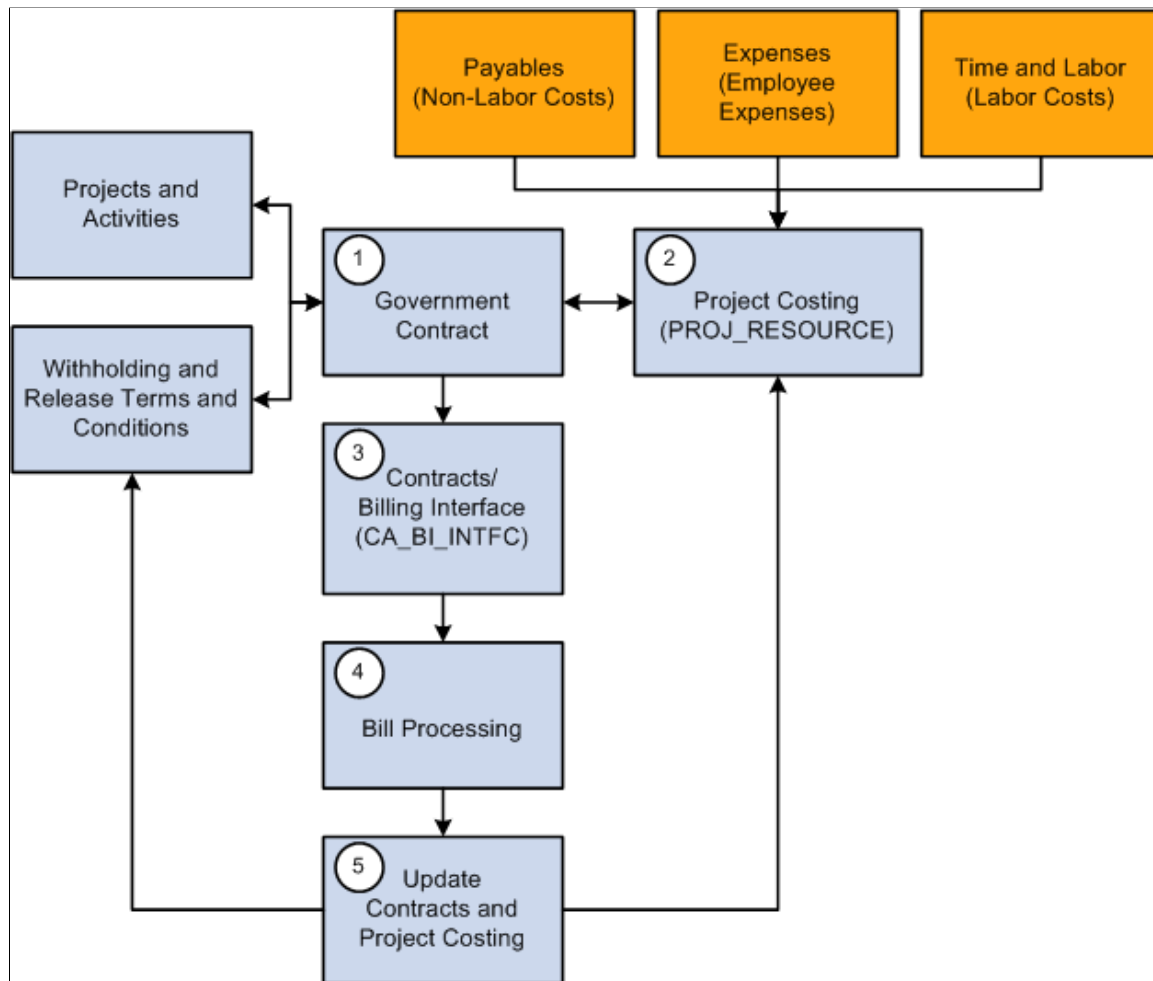 Payables
(Non-Labor Costs)
Expenses
(Employee
Expenses)
Time and Labor
(Labor Costs)
Projects and
Activities
1
Government
Contract
2
Project Costing
(PROJ_RESOURCE)
Withholding and
Release Terms and
Conditions
3
Contracts/
Billing Interface
(CA_BI_INTFC)
4
Bill Processing
5
Update
Contracts and
Project Costing